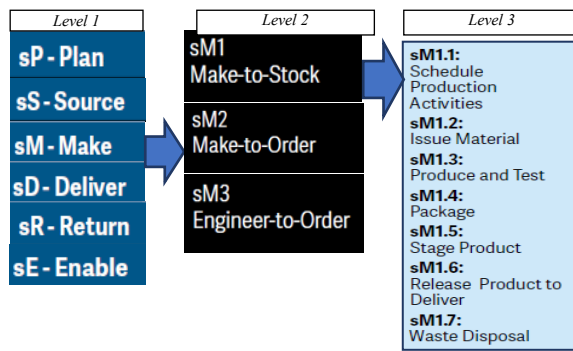 Level 1
sP - Plan
sS - Source
sM - Make
sD - Deliver
sR - Return
sE - Enable
Level 2
sM1
Make-to-Stock
sM2
Make-to-Order
sM3
Engineer-to-Order
Level 3
sM1.1:
Schedule
Production
Activities
sM1.2:
Issue Material
sM1.3:
Produce and Test
sM1.4:
Package
sM1.5:
Stage Product
sM1.6:
Release Product to
Deliver
sM1.7:
Waste Disposal